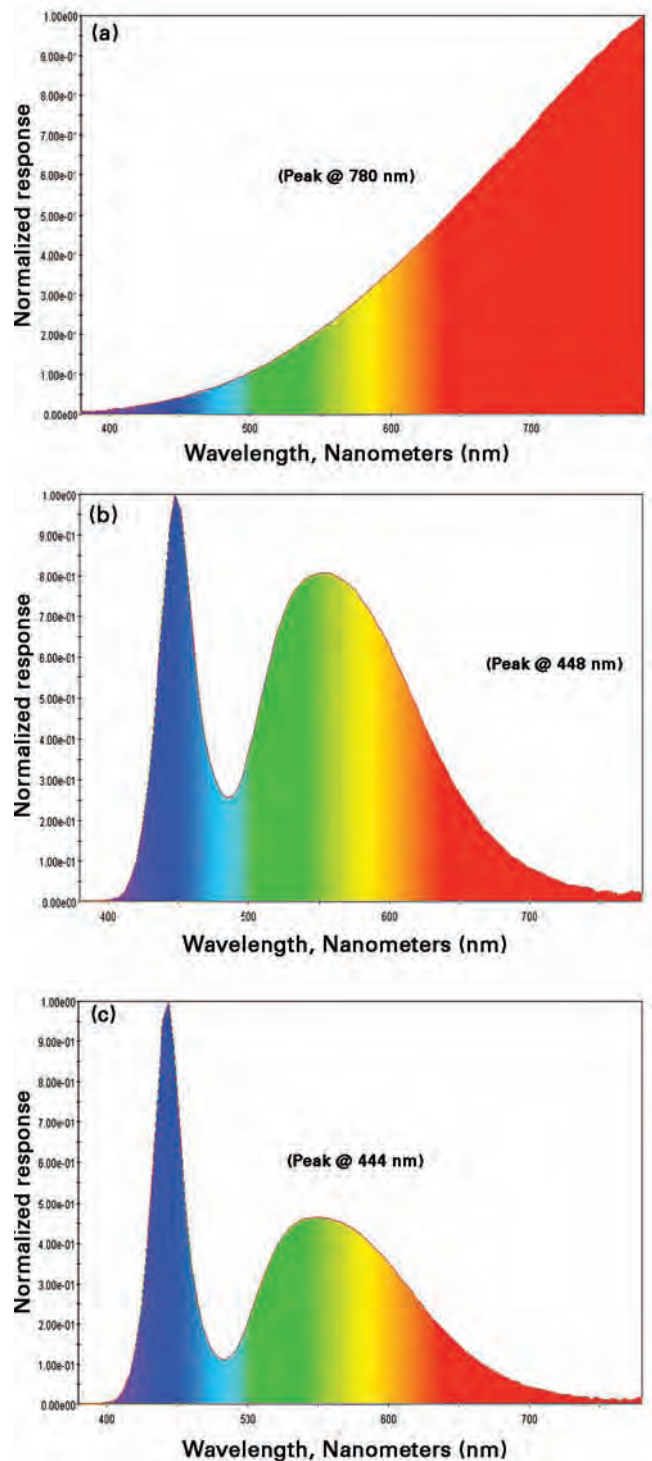 (a)
1.00e00
9.00e-01
8.00e-01
7.00e-01
6.00e-01
5.00e-01
4.00e-01
3.00e-01
2.00e-01
1.00e-01
0.00e00
Normalized response
(Peak @ 780 nm)
400 500 600 700
Wavelength, Nanometers (nm)
(b)
1.00e+00
9.00e-01
8.00e-01
7.00e-01
6.00e-01
5.00e-01
4.00e-01
3.00e-01
2.00e-01
1.00e-01
0.00e+00
Normalized response
(Peak @ 448 nm)
400 500 600 700
Wavelength, Nanometers (nm)
(c)
1.00e+00
9.00e-01
8.00e-01
7.00e-01
6.00e-01
5.00e-01
4.00e-01
3.00e-01
2.00e-01
1.00e-01
0.00e00
Normalized response
(Peak @ 444 nm)
400 500 600 700
Wavelength, Nanometers (nm)